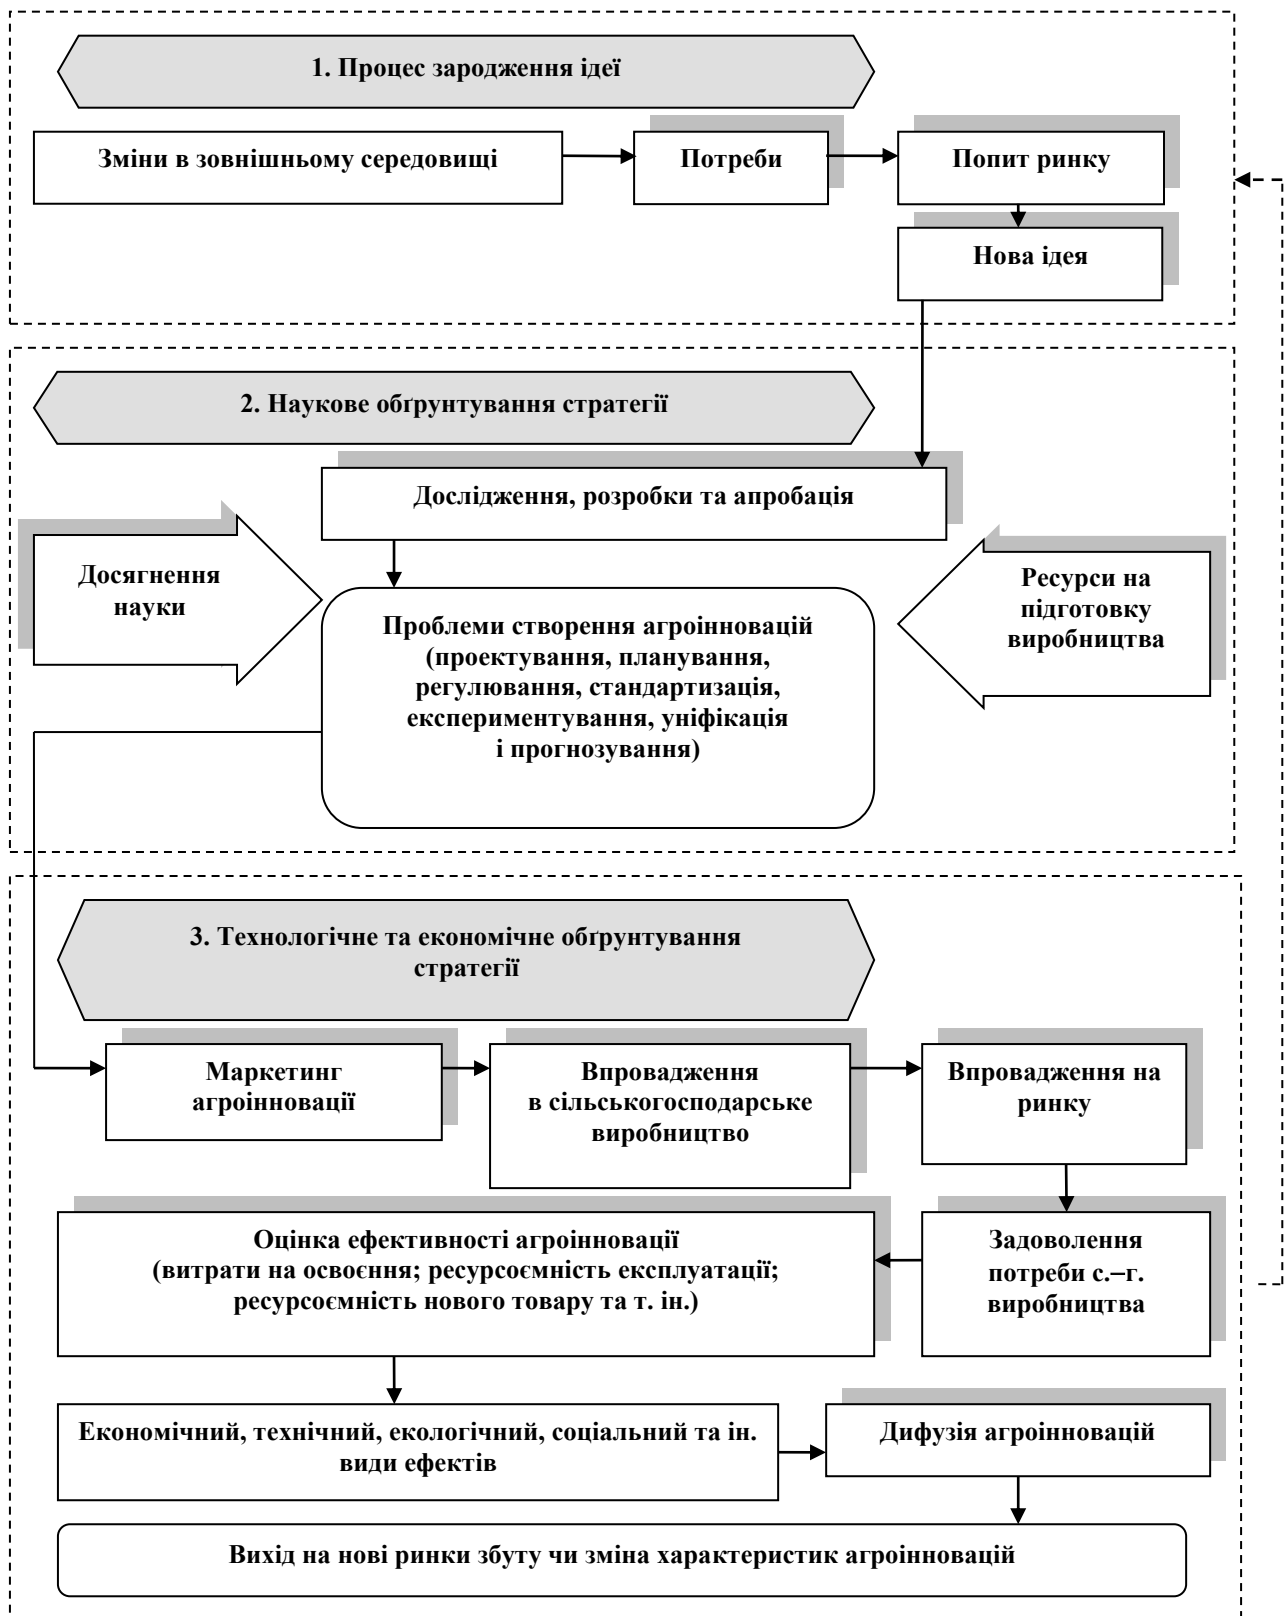 1. Процес зародження ідеї
Зміни в зовнішньому середовищі
Потреби
Попит ринку
Нова ідея
2. Наукове обґрунтування стратегії
Дослідження, розробки та апробація
Досягнення
науки
Ресурси на
підготовку
виробництва
Проблеми створення агроінновацій
(проектування, планування,
регулювання, стандартизація,
експериментування, уніфікація
і прогнозування)
3. Технологічне та економічне обґрунтування
стратегії
Маркетинг
агроінновації
Впровадження
в сільськогосподарське
виробництво
Впровадження на
ринку
Оцінка ефективності агроінновації
(витрати на освоєння; ресурсоємність експлуатації;
ресурсоємність нового товару та т. ін.)
Задоволення
потреби с.–г.
виробництва
Економічний, технічний, екологічний, соціальний та ін.
види ефектів
Дифузія агроінновацій
Вихід на нові ринки збуту чи зміна характеристик агроінновацій